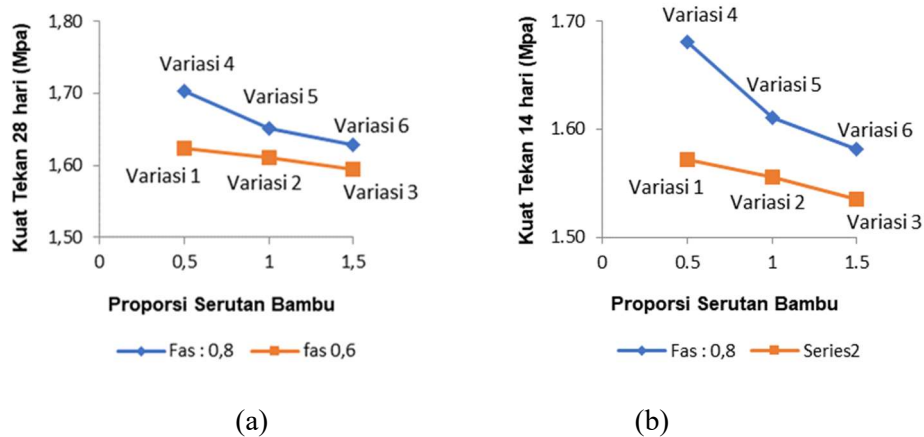 Kuat Tekan 28 hari (Mpa)
1,80
1,70
1,60
1,50
Variasi 4
Variasi 5
Variasi 6
Variasi 1
Variasi 2
Variasi 3
0
0,5
1
1,5
Proporsi Serutan Bambu
Fas : 0,8
fas 0,6
(a)
Kuat Tekan 14 hari (Mpa)
1.70
1.60
1.50
Variasi 4
Variasi 5
Variasi 6
Variasi 1
Variasi 2
Variasi 3
0
0.5
1
1.5
Proporsi Serutan Bambu
Fas : 0,8
Series2
(b)